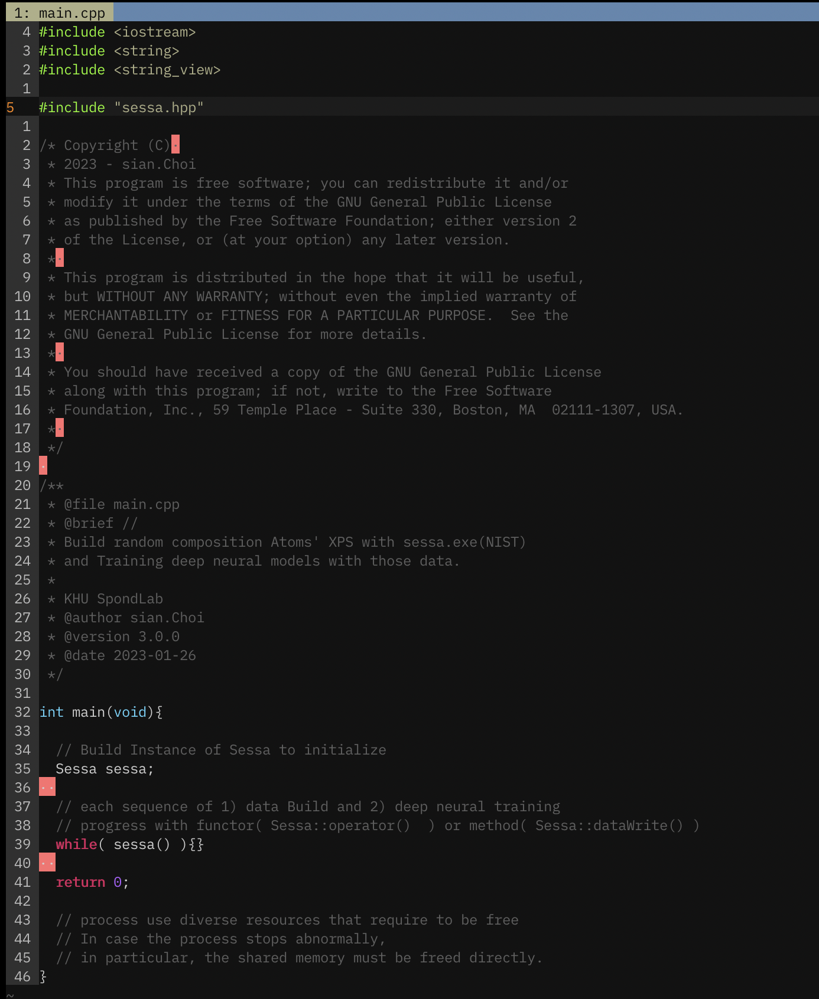 1: main.cpp
4 #include <iostream>
3 #include <string>
2 #include <string_view>
1
5 #include "sessa.hpp"
1
2 /* Copyright (C)·
3  * 2023 - sian.Choi
4  * This program is free software; you can redistribute it and/or
5  * modify it under the terms of the GNU General Public License
6  * as published by the Free Software Foundation; either version 2
7  * of the License, or (at your option) any later version.
8  *·
9  * This program is distributed in the hope that it will be useful,
10  * but WITHOUT ANY WARRANTY; without even the implied warranty of
11  * MERCHANTABILITY or FITNESS FOR A PARTICULAR PURPOSE.  See the
12  * GNU General Public License for more details.
13  *·
14  * You should have received a copy of the GNU General Public License
15  * along with this program; if not, write to the Free Software
16  * Foundation, Inc., 59 Temple Place - Suite 330, Boston, MA  02111-1307, USA.
17  *·
18  */
19 ·
20 /**
21  * @file main.cpp
22  * @brief //
23  * Build random composition Atoms' XPS with sessa.exe(NIST)
24  * and Training deep neural models with those data.
25  *
26  * KHU SpondLab
27  * @author sian.Choi
28  * @version 3.0.0
29  * @date 2023-01-26
30  */
31
32 int main(void){
33
34   // Build Instance of Sessa to initialize
35   Sessa sessa;
36 ··
37   // each sequence of 1) data Build and 2) deep neural training
38   // progress with functor( Sessa::operator()  ) or method( Sessa::dataWrite() )
39   while( sessa() ){}
40 ··
41   return 0;
42
43   // process use diverse resources that require to be free
44   // In case the process stops abnormally,
45   // in particular, the shared memory must be freed directly.
46 }
~